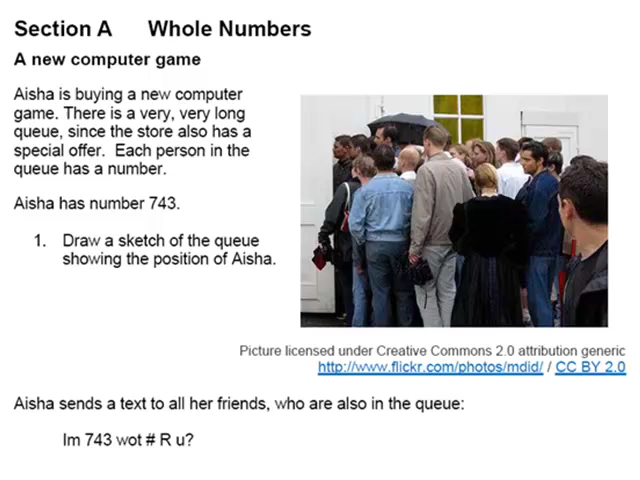 Section A Whole Numbers
A new computer game
Aisha is buying a new computer
game. There is a very, very long
queue, since the store also has a
special offer. Each person in the
queue has a number.
Aisha has number 743.
1. Draw a sketch of the queue
showing the position of Aisha.
Picture licensed under Creative Commons 2.0 attribution generic
http://www.flickr.com/photos/mdid/ / CC BY 2.0
Aisha sends a text to all her friends, who are also in the queue:
Im 743 wot # R u?